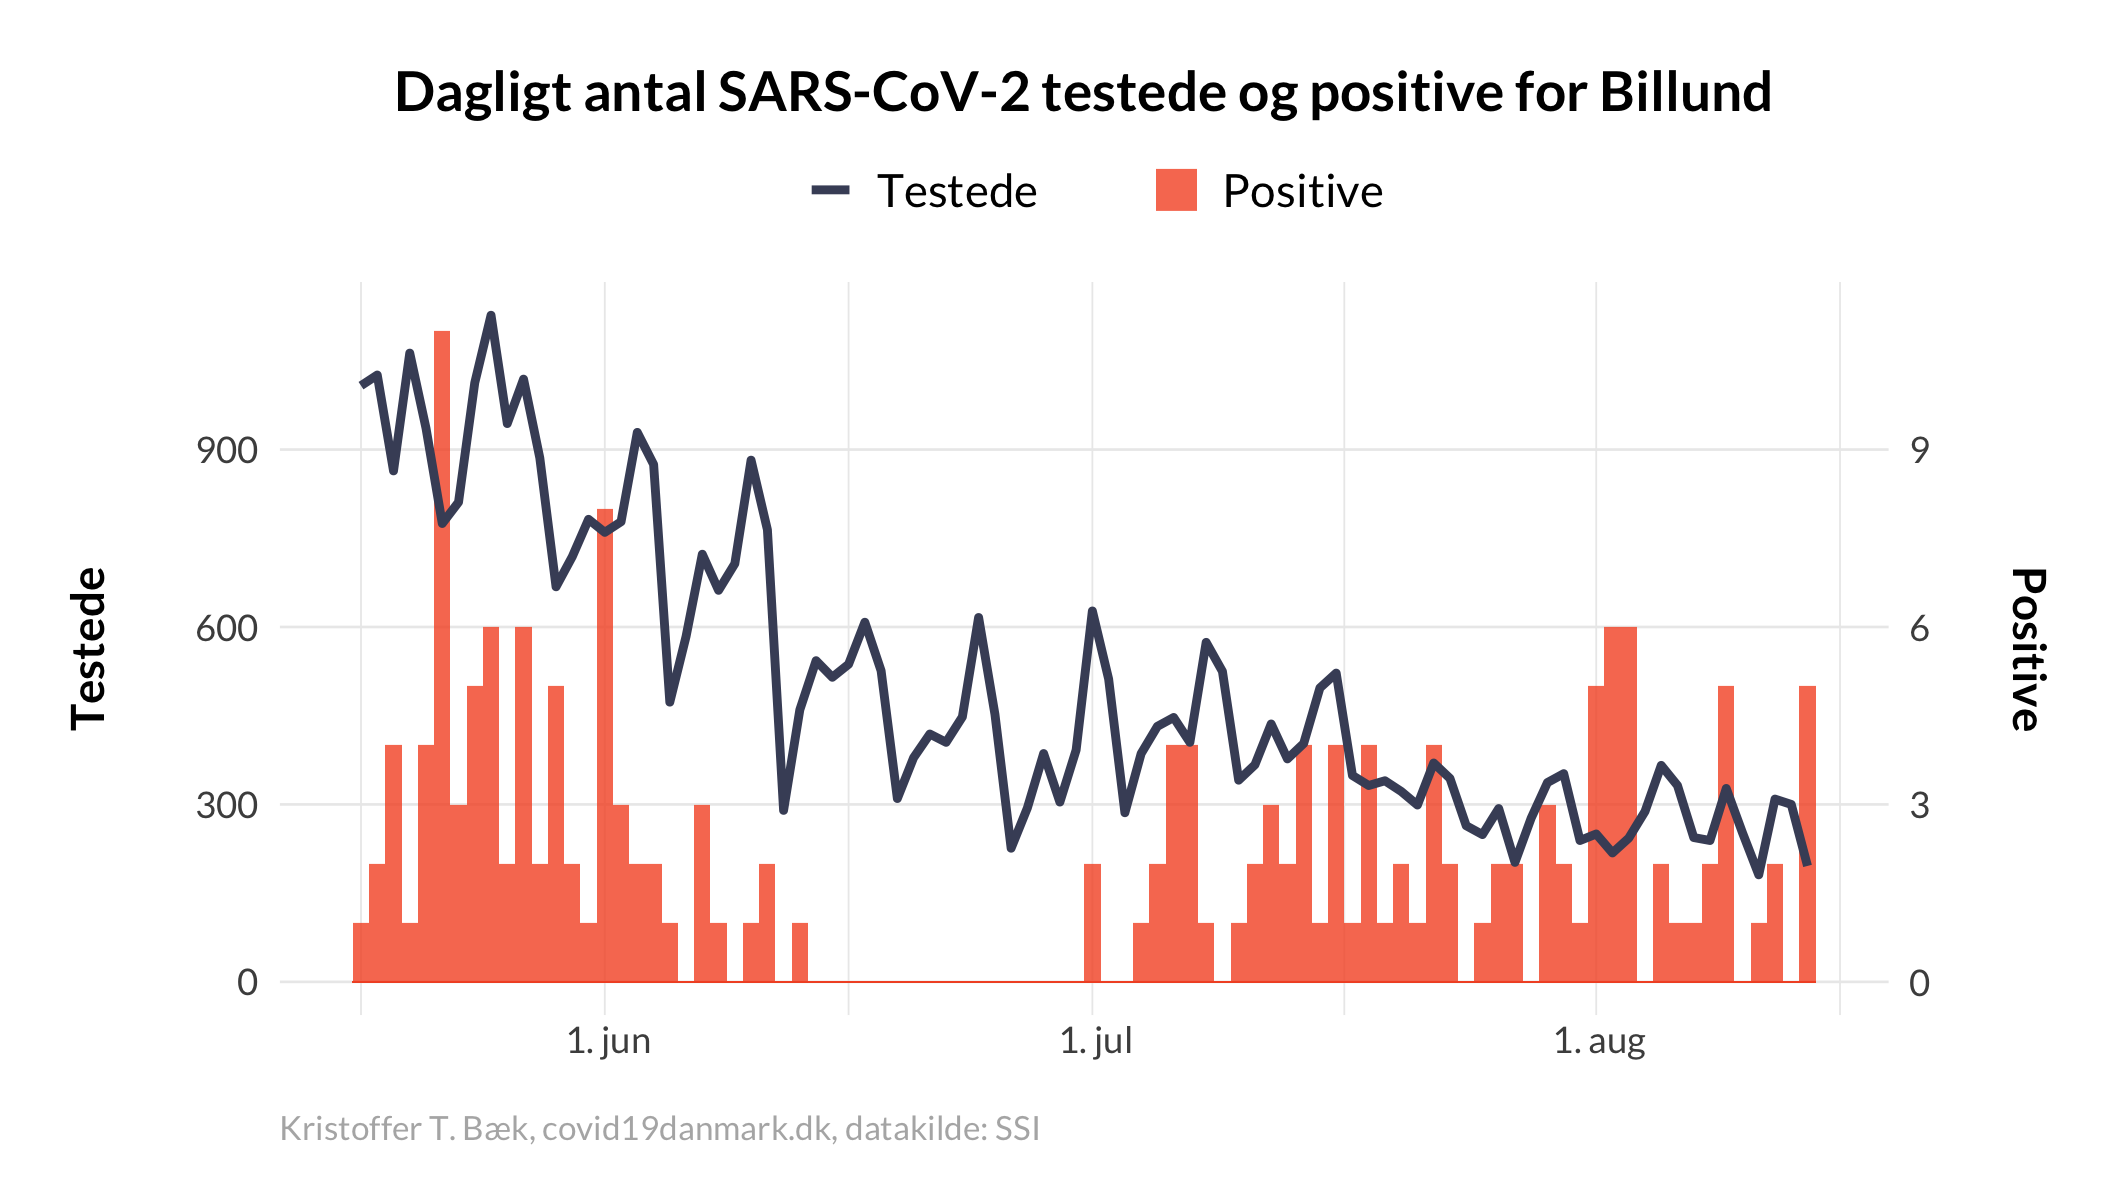 Dagligt antal SARS-CoV-2 testede og positive for Billund
Testede
Positive
900
600
300
0
9
6
3
0
Testede
Positive
1. jun
1. jul
1. aug
Kristoffer T. Bæk, covid19danmark.dk, datakilde: SSI